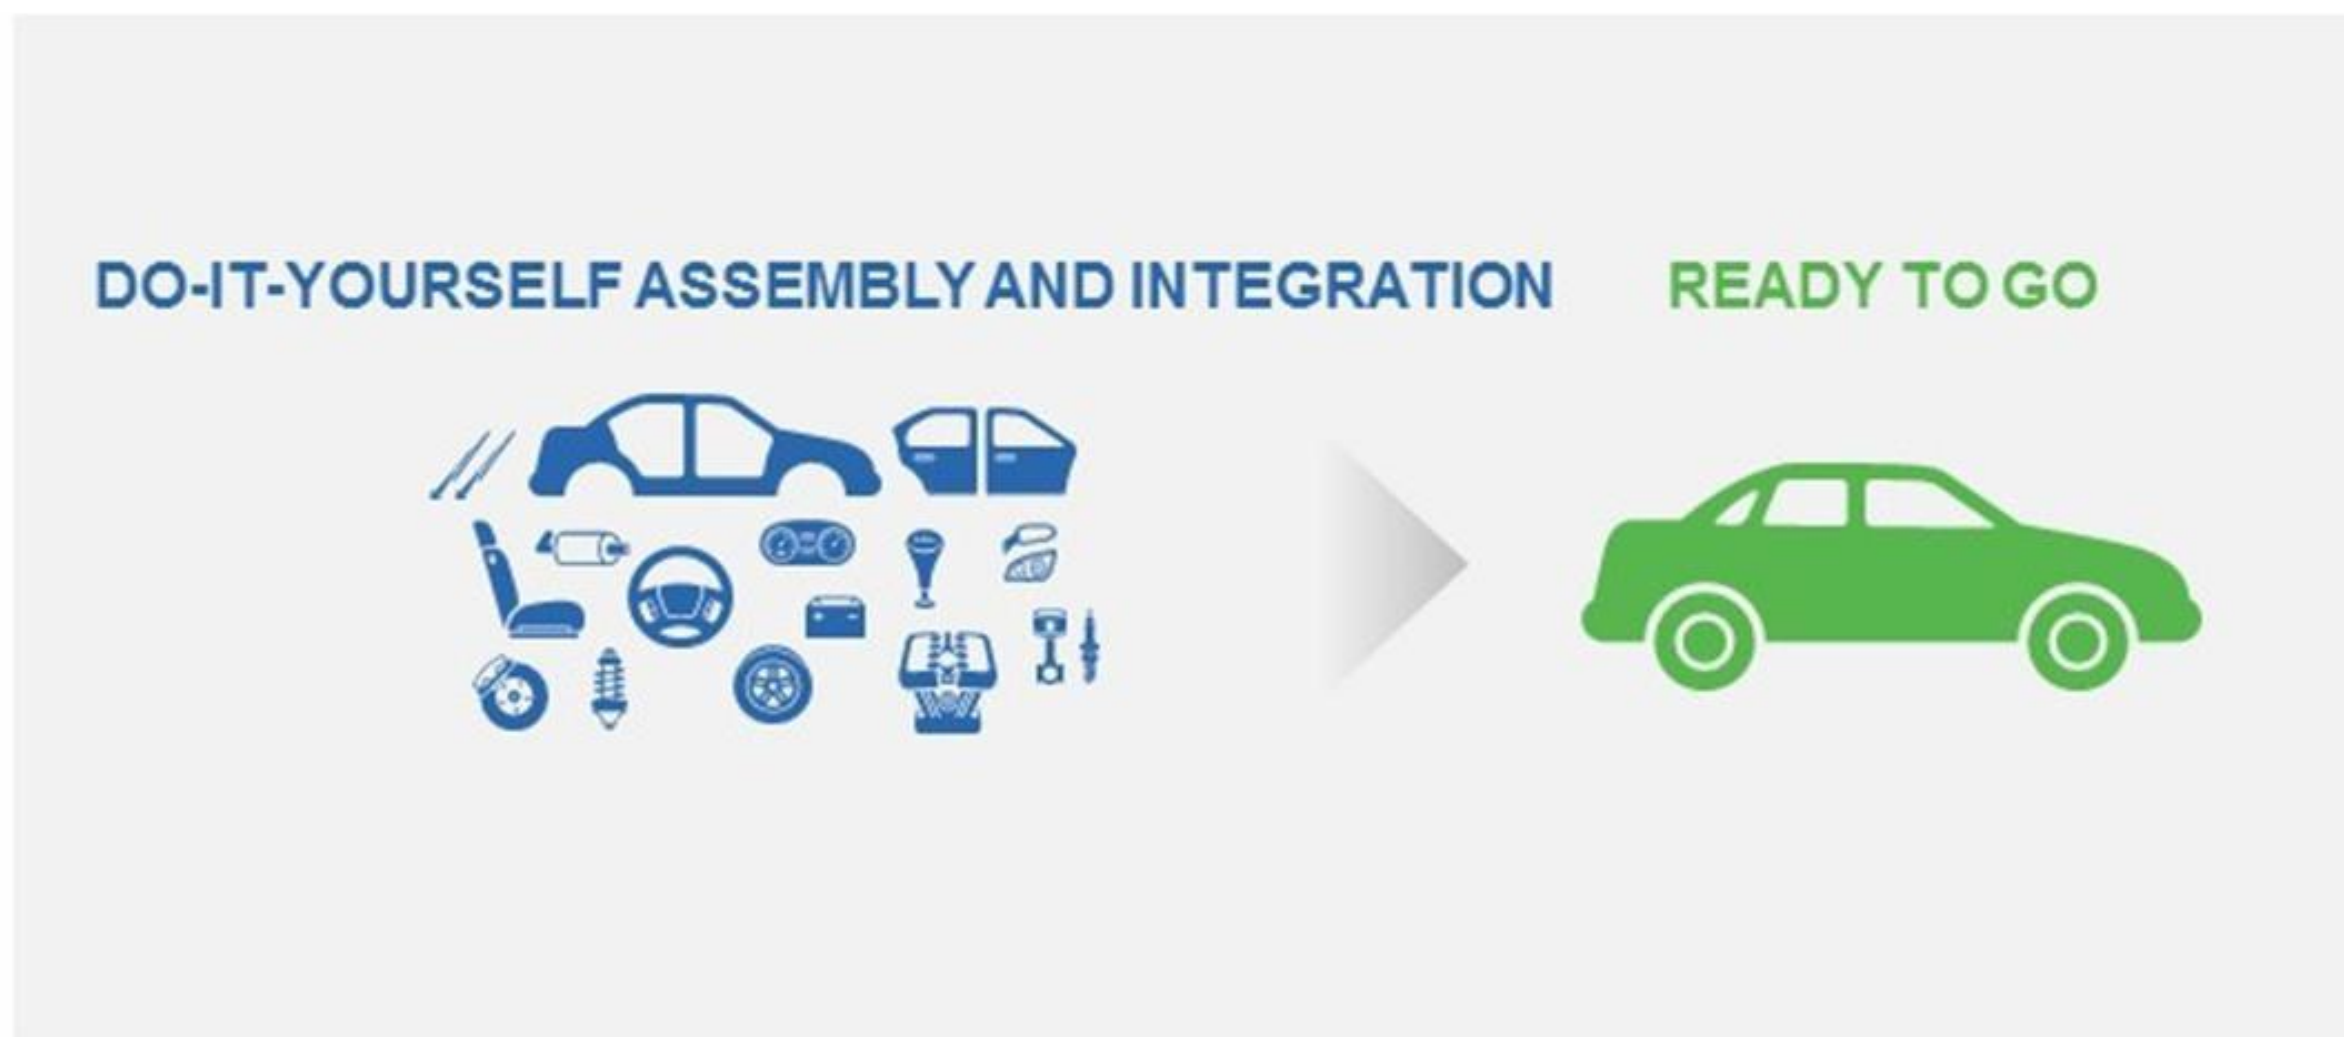 DO-IT-YOURSELF ASSEMBLY AND INTEGRATION
READY TO GO